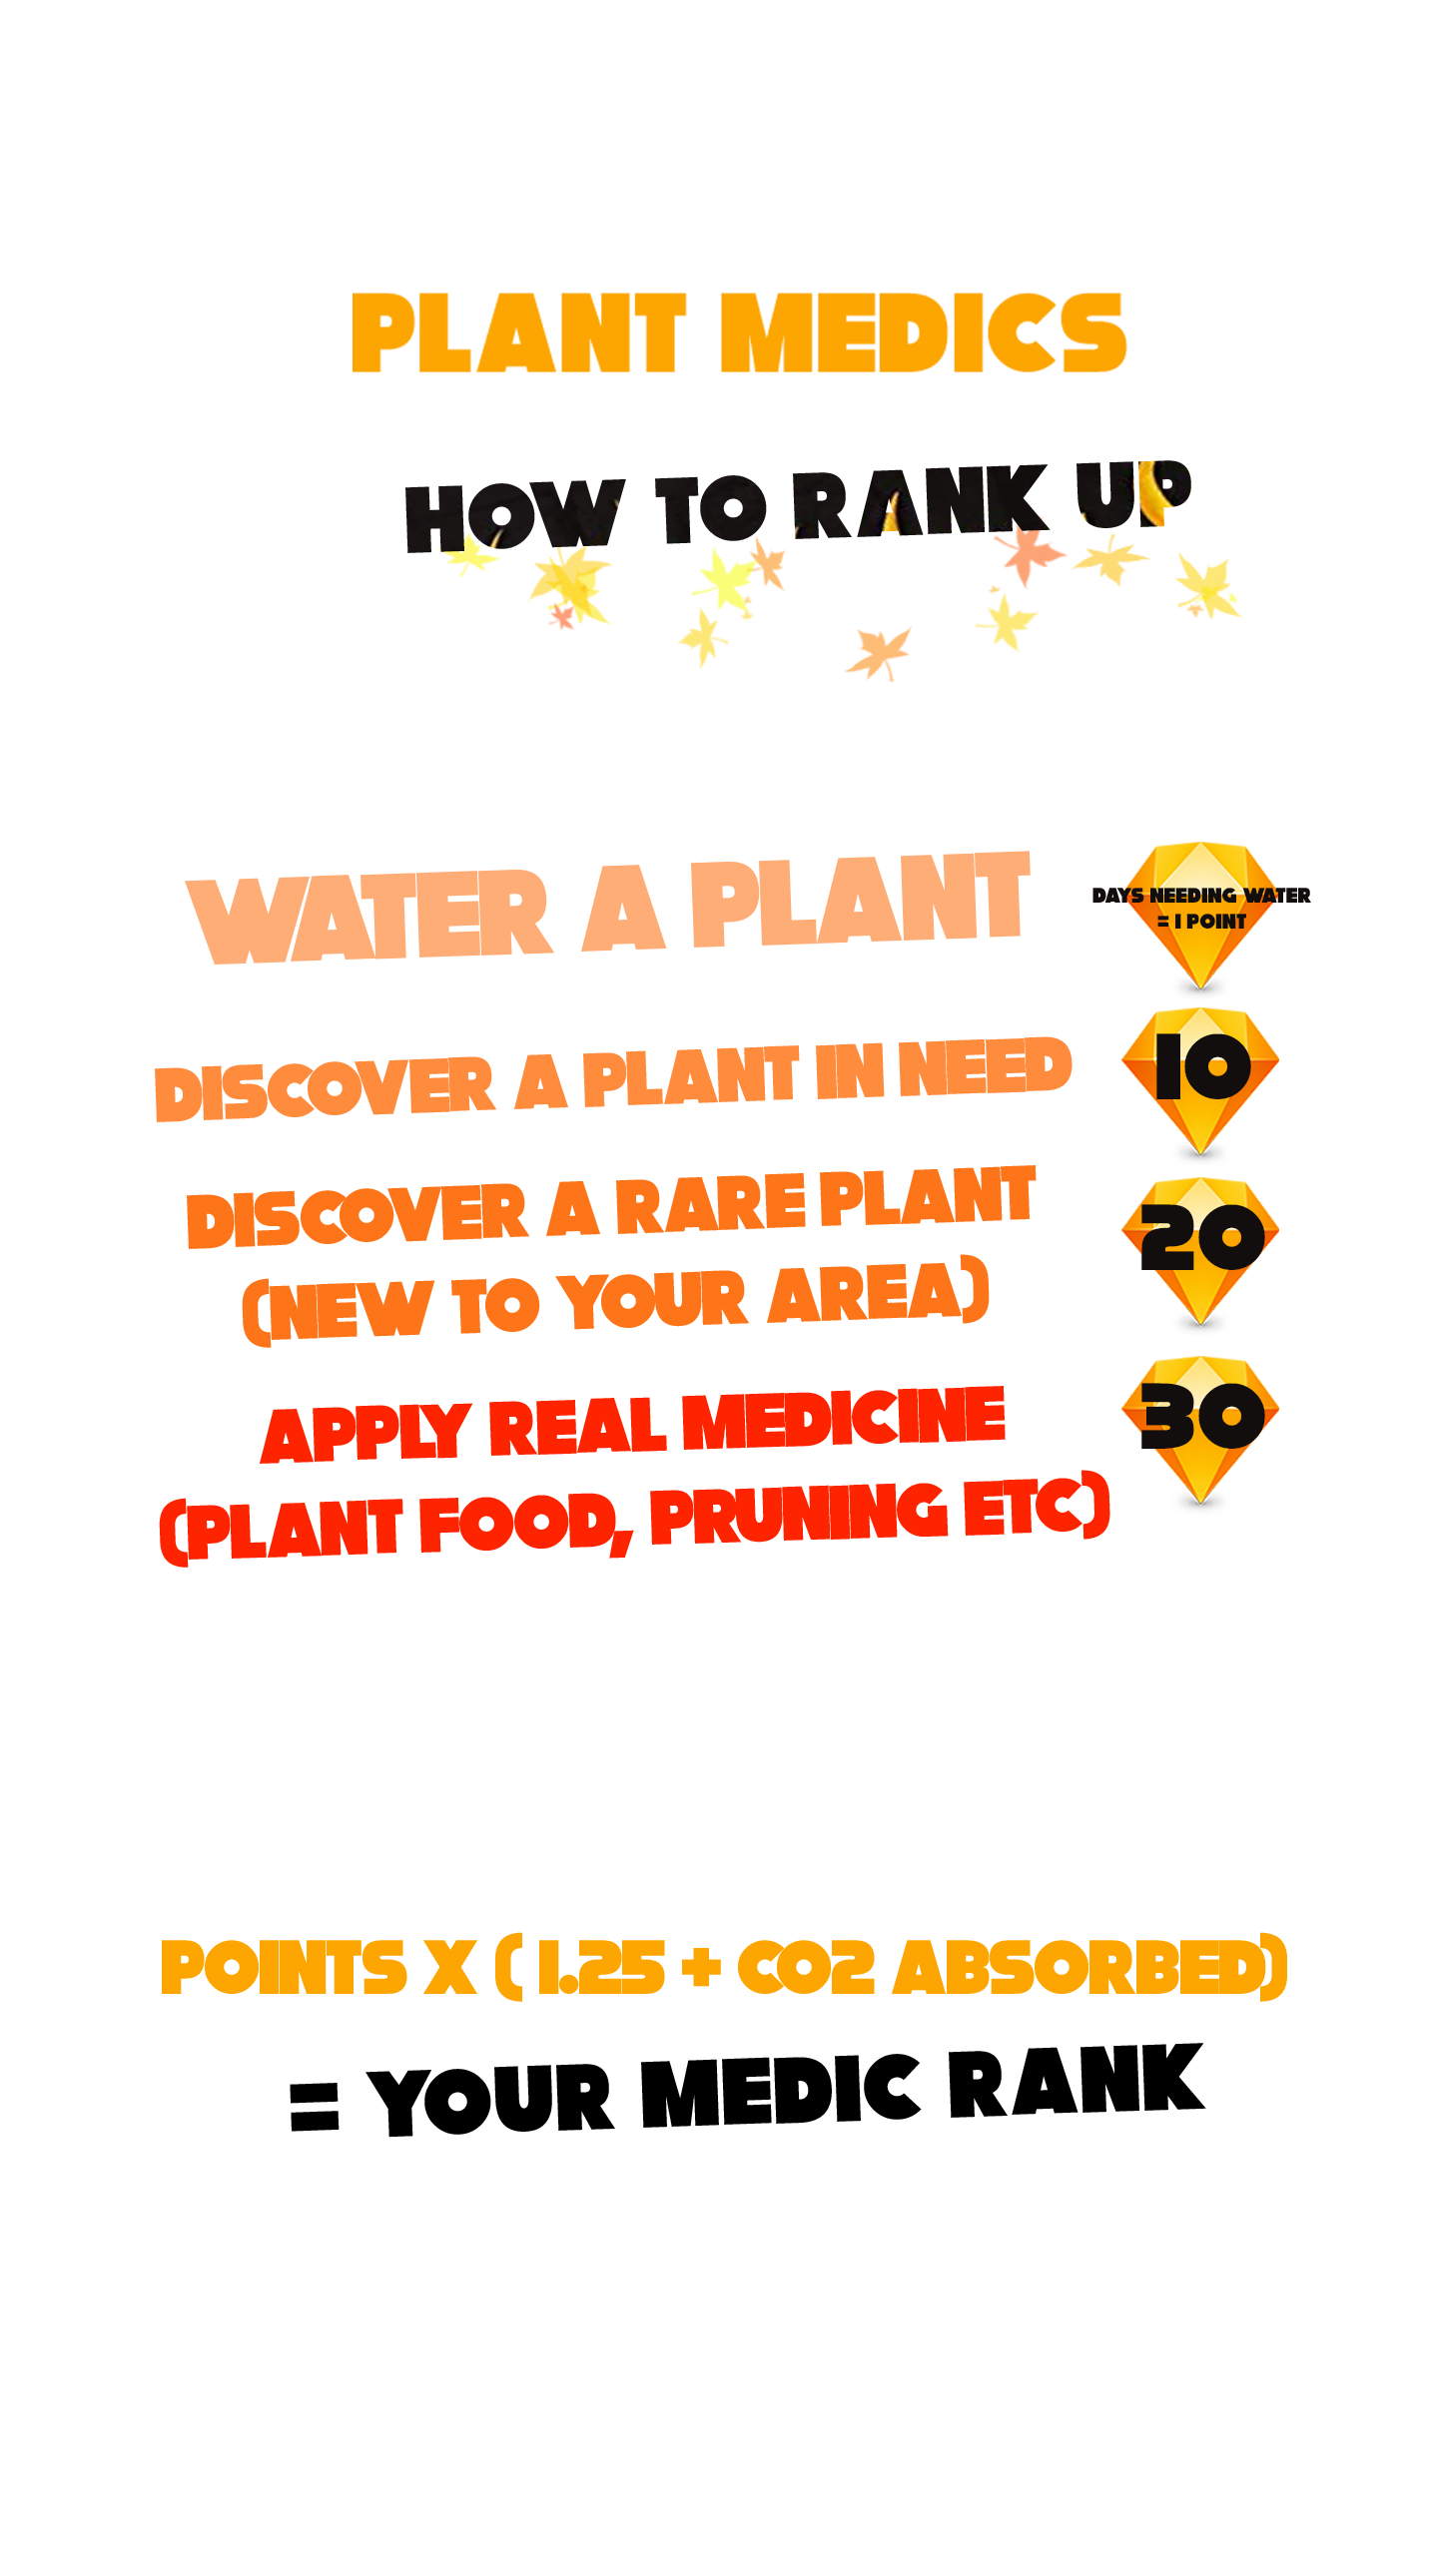 PLANT MEDICS
HOW TO RANK UP
WATER A PLANT
DAYS NEEDING WATER
= 1 POINT
DISCOVER A PLANT IN NEED
10
DISCOVER A RARE PLANT
(NEW TO YOUR AREA)
20
APPLY REAL MEDICINE
(PLANT FOOD, PRUNING ETC)
30
POINTS X ( 1.25 + CO2 ABSORBED)
= YOUR MEDIC RANK